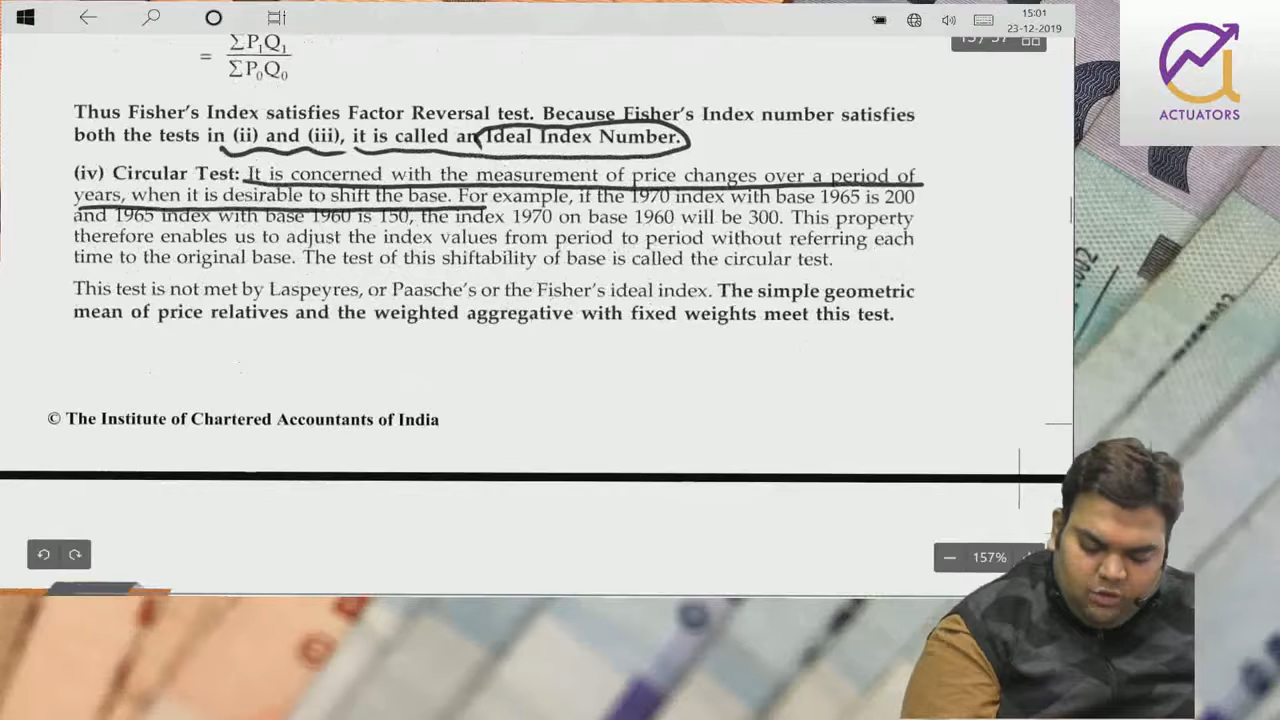 15:01
23-12-2019
ACTUATORS
= ΣP₁Q₁
ΣP₀Q₀
Thus Fisher's Index satisfies Factor Reversal test. Because Fisher's Index number satisfies
both the tests in (ii) and (iii), it is called an Ideal Index Number.
(iv) Circular Test: It is concerned with the measurement of price changes over a period of
years, when it is desirable to shift the base. For example, if the 1970 index with base 1965 is 200
and 1965 index with base 1960 is 150, the index 1970 on base 1960 will be 300. This property
therefore enables us to adjust the index values from period to period without referring each
time to the original base. The test of this shiftability of base is called the circular test.
This test is not met by Laspeyres, or Paasche's or the Fisher's ideal index. The simple geometric
mean of price relatives and the weighted aggregative with fixed weights meet this test.
© The Institute of Chartered Accountants of India
157%